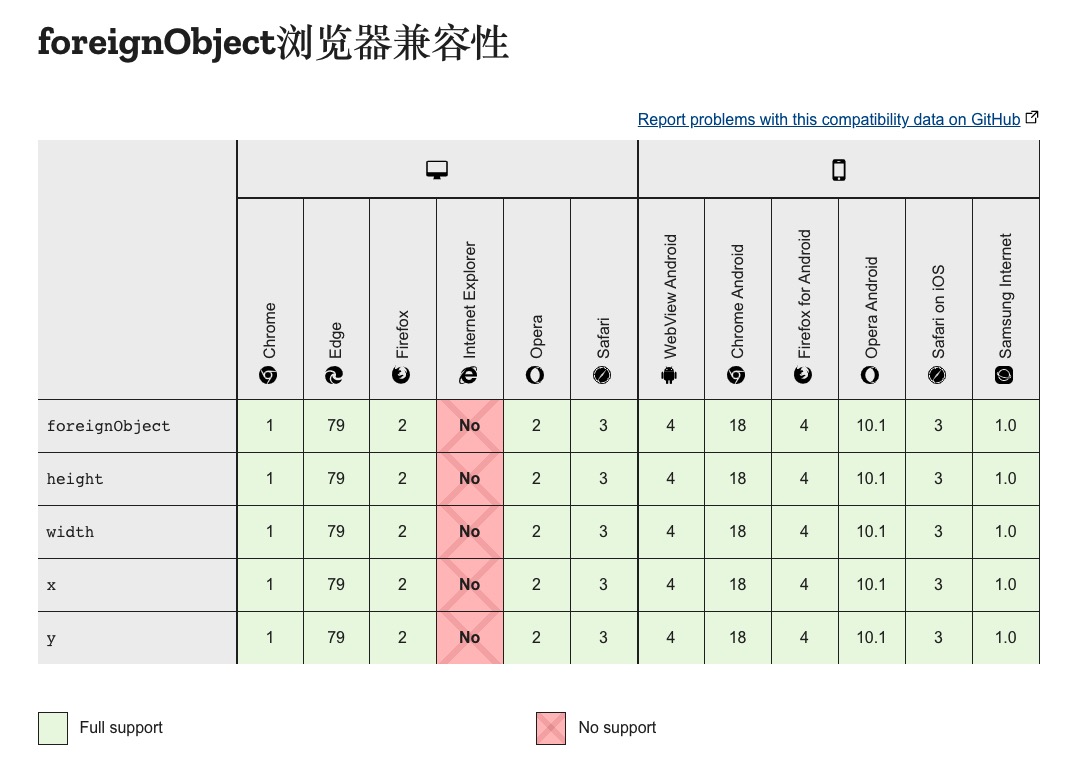 foreignObject浏览器兼容性
Report problems with this compatibility data on GitHub
Chrome
Edge
Firefox
Internet Explorer
Opera
Safari
WebView Android
Chrome Android
Firefox for Android
Opera Android
Safari on iOS
Samsung Internet
foreignObject 1 79 2 No 2 3 4 18 4 10.1 3 1.0
height 1 79 2 No 2 3 4 18 4 10.1 3 1.0
width 1 79 2 No 2 3 4 18 4 10.1 3 1.0
x 1 79 2 No 2 3 4 18 4 10.1 3 1.0
y 1 79 2 No 2 3 4 18 4 10.1 3 1.0
Full support
No support